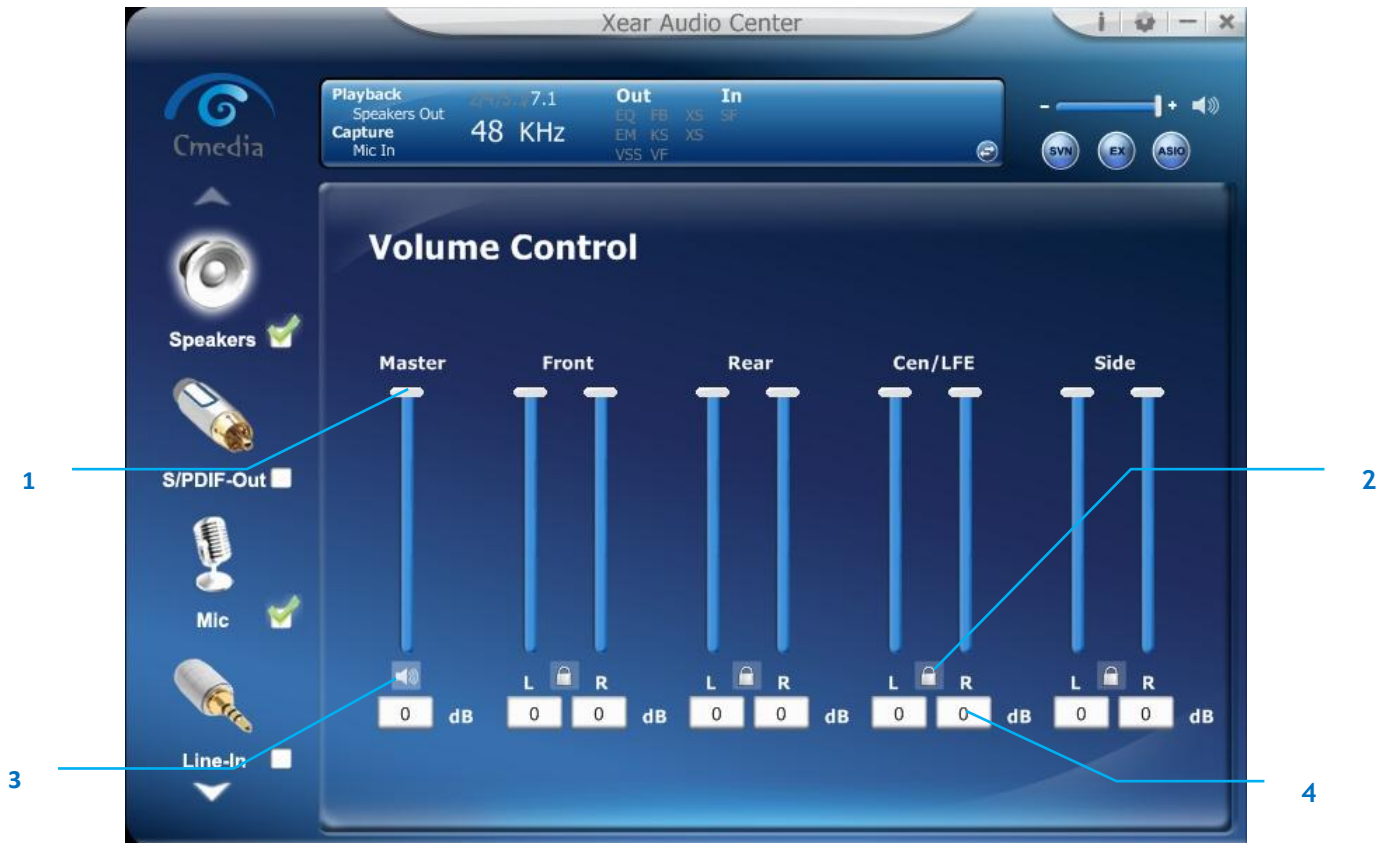 Xear Audio Center
i
Cmedia
Playback 7.1 Out In
Speakers Out EQ FB XS SF
Capture 48 KHz EM KS XS
Mic In VSS VF
- +
SVN EX ASIO
Volume Control
Speakers
Master Front Rear Cen/LFE Side
1
2
S/PDIF-Out
Mic
L R L R L R L R
0 dB 0 0 dB 0 0 dB 0 0 dB 0 0 dB
Line-In
3
4